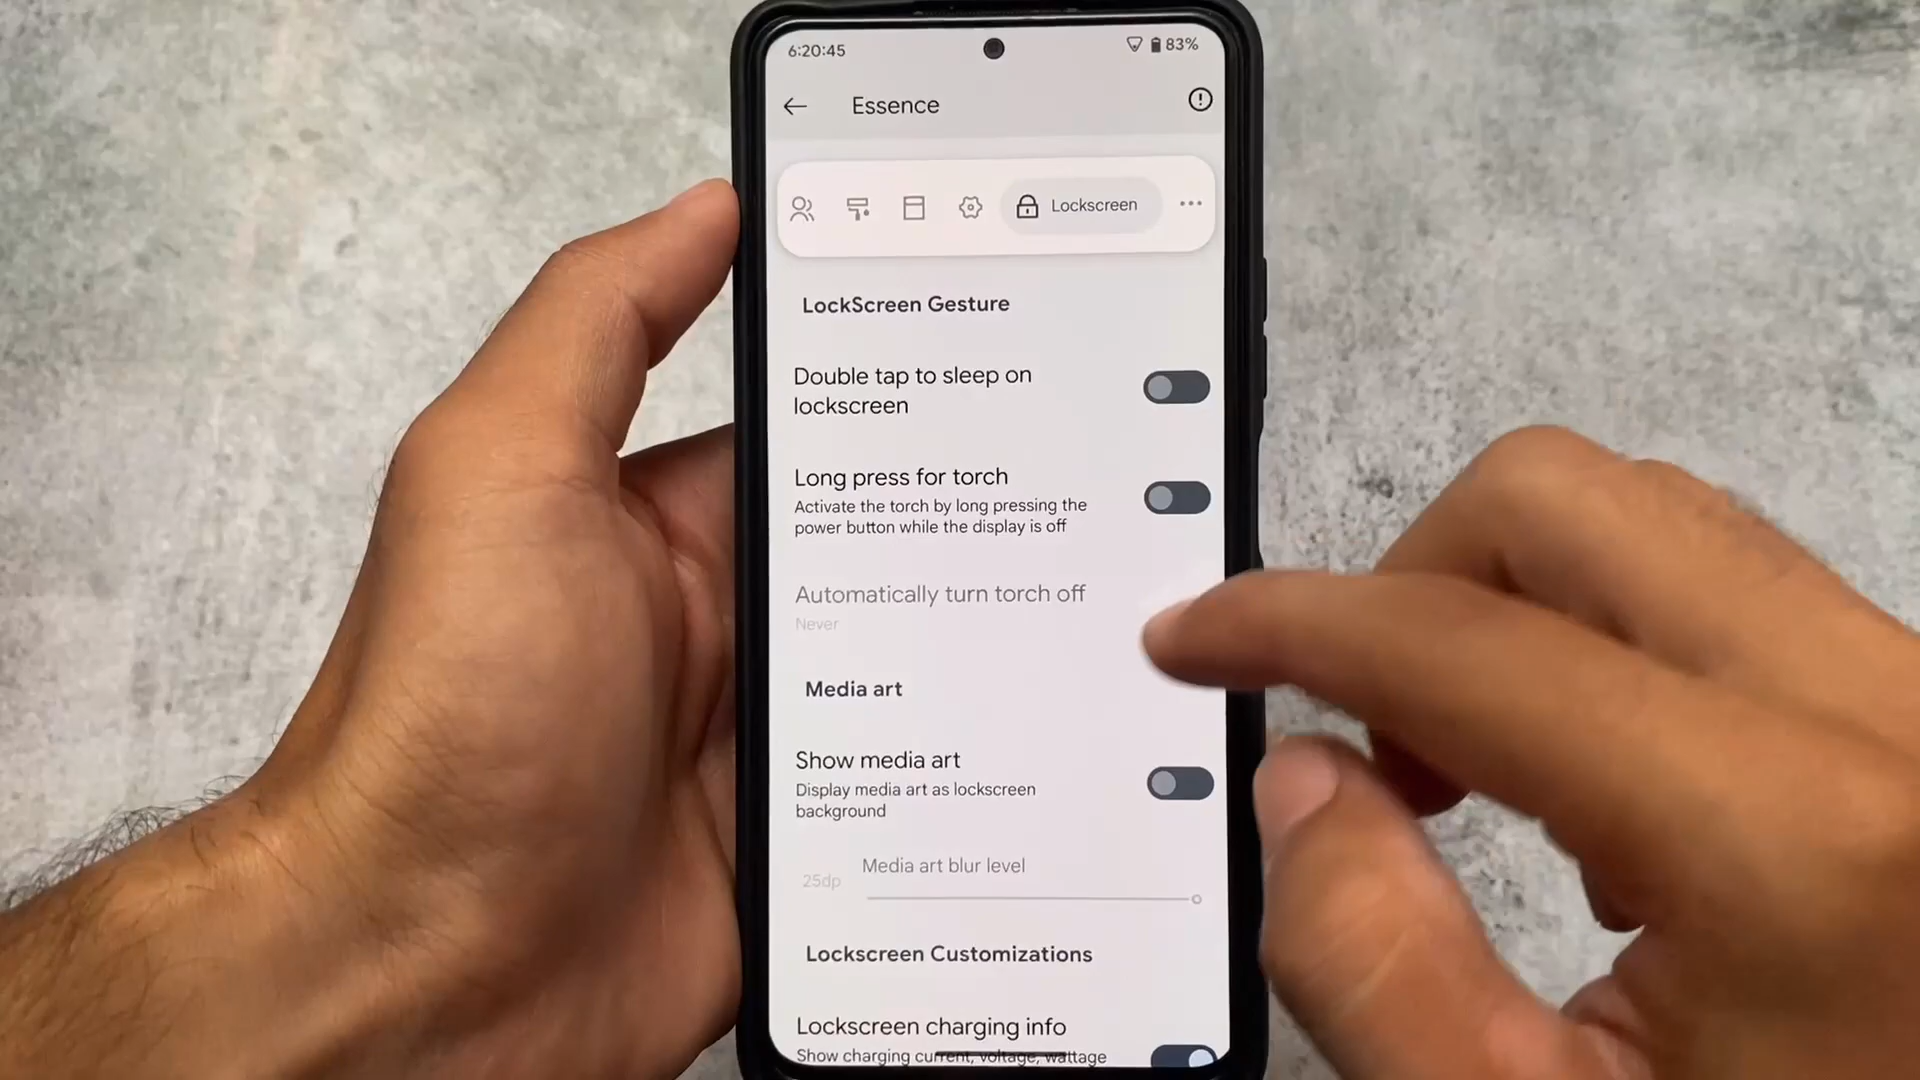 6:20:45
83%
Essence
Lockscreen
LockScreen Gesture
Double tap to sleep on
lockscreen
Long press for torch
Activate the torch by long pressing the
power button while the display is off
Automatically turn torch off
Never
Media art
Show media art
Display media art as lockscreen
background
Media art blur level
25dp
Lockscreen Customizations
Lockscreen charging info
Show charging current, voltage, wattage